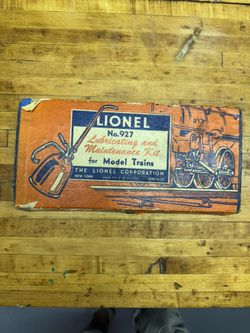 LIONEL
No. 927
Lubricating and
Maintenance Kit
for Model Trains
THE LIONEL CORPORATION
NEW YORK CHICAGO